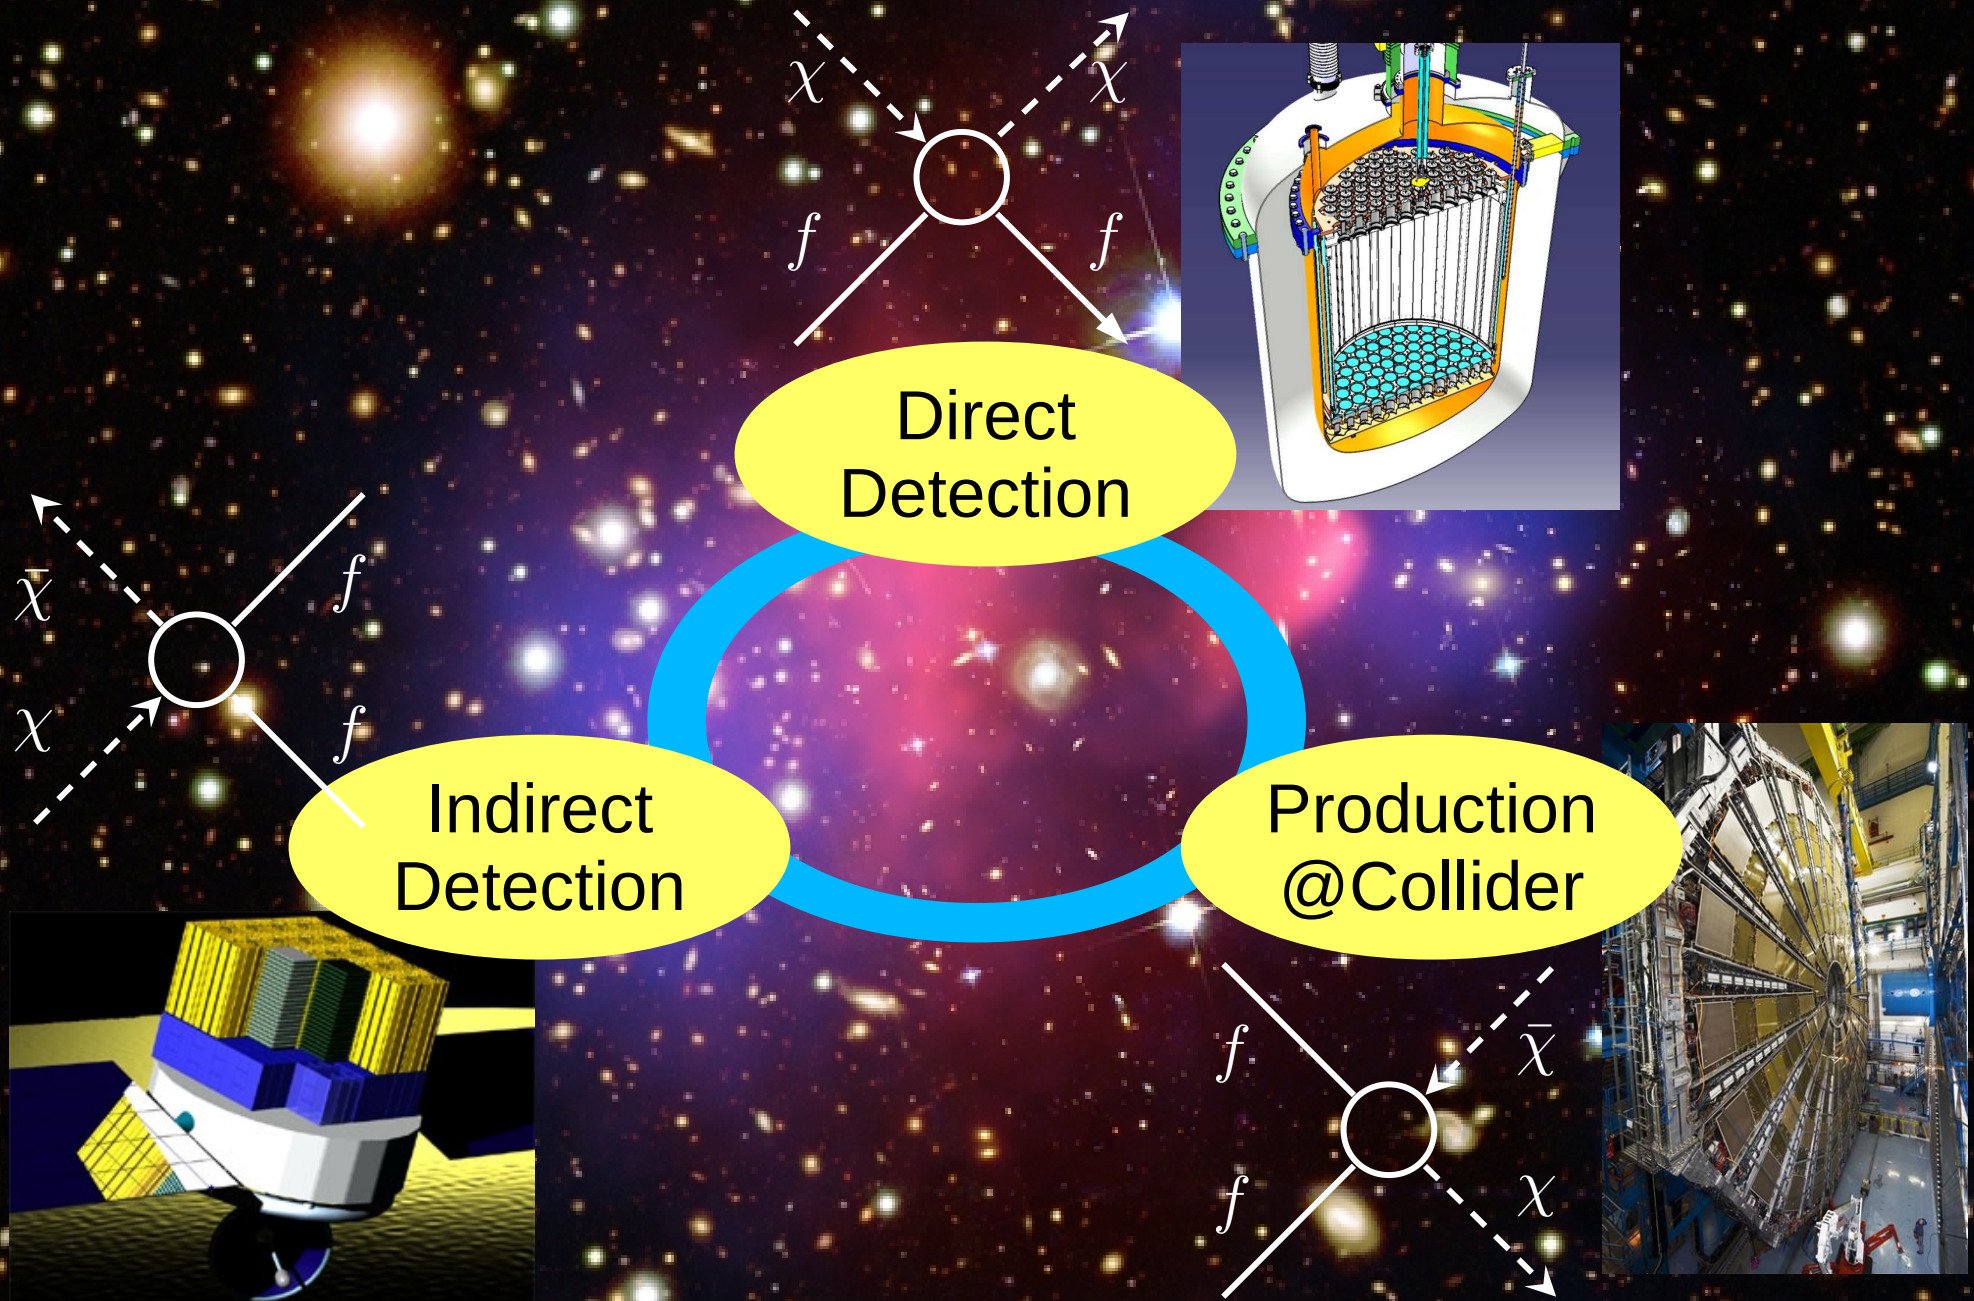 χ χ
f f
Direct
Detection
χ̄ f
χ f
Indirect
Detection
Production
@Collider
f χ̄
f χ